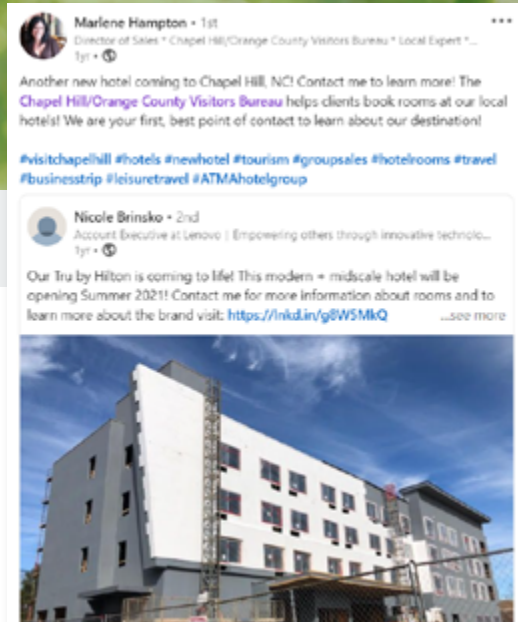 Marlene Hampton • 1st
Director of Sales * Chapel Hill/Orange County Visitors Bureau * Local Expert *...
1yr •
Another new hotel coming to Chapel Hill, NC! Contact me to learn more! The
Chapel Hill/Orange County Visitors Bureau helps clients book rooms at our local
hotels! We are your first, best point of contact to learn about our destination!
#visitchapelhill #hotels #newhotel #tourism #groupsales #hotelrooms #travel
#businesstrip #leisuretravel #ATMAhotelgroup
Nicole Brinsko • 2nd
Account Executive at Lenovo | Empowering others through innovative technolo...
1yr •
Our Tru by Hilton is coming to life! This modern + midscale hotel will be
opening Summer 2021! Contact me for more information about rooms and to
learn more about the brand visit: https://lnkd.in/g8W5MkQ ...see more